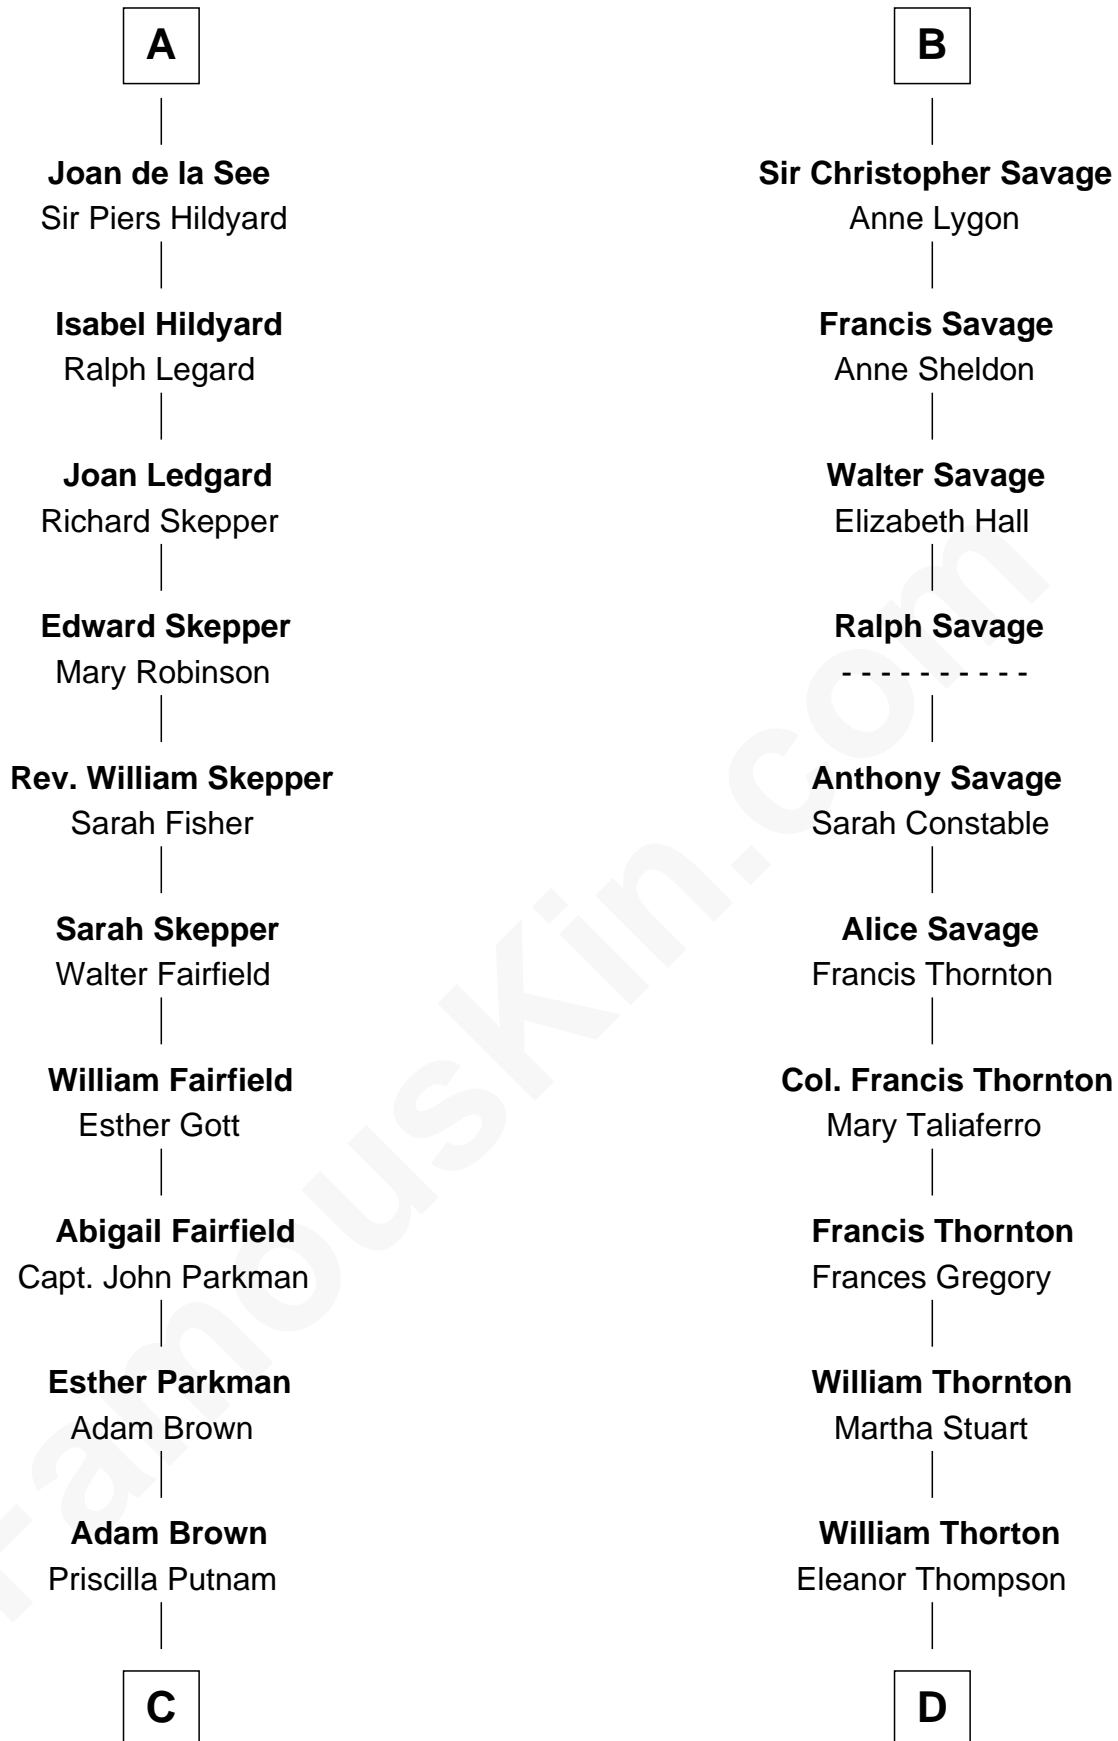 A
Joan de la See
Sir Piers Hildyard
Isabel Hildyard
Ralph Legard
Joan Ledgard
Richard Skepper
Edward Skepper
Mary Robinson
Rev. William Skepper
Sarah Fisher
Sarah Skepper
Walter Fairfield
William Fairfield
Esther Gott
Abigail Fairfield
Capt. John Parkman
Esther Parkman
Adam Brown
Adam Brown
Priscilla Putnam
C
B
Sir Christopher Savage
Anne Lygon
Francis Savage
Anne Sheldon
Walter Savage
Elizabeth Hall
Ralph Savage
- - - - - - - - - -
Anthony Savage
Sarah Constable
Alice Savage
Francis Thornton
Col. Francis Thornton
Mary Taliaferro
Francis Thornton
Frances Gregory
William Thornton
Martha Stuart
William Thorton
Eleanor Thompson
D
FamousKin.com